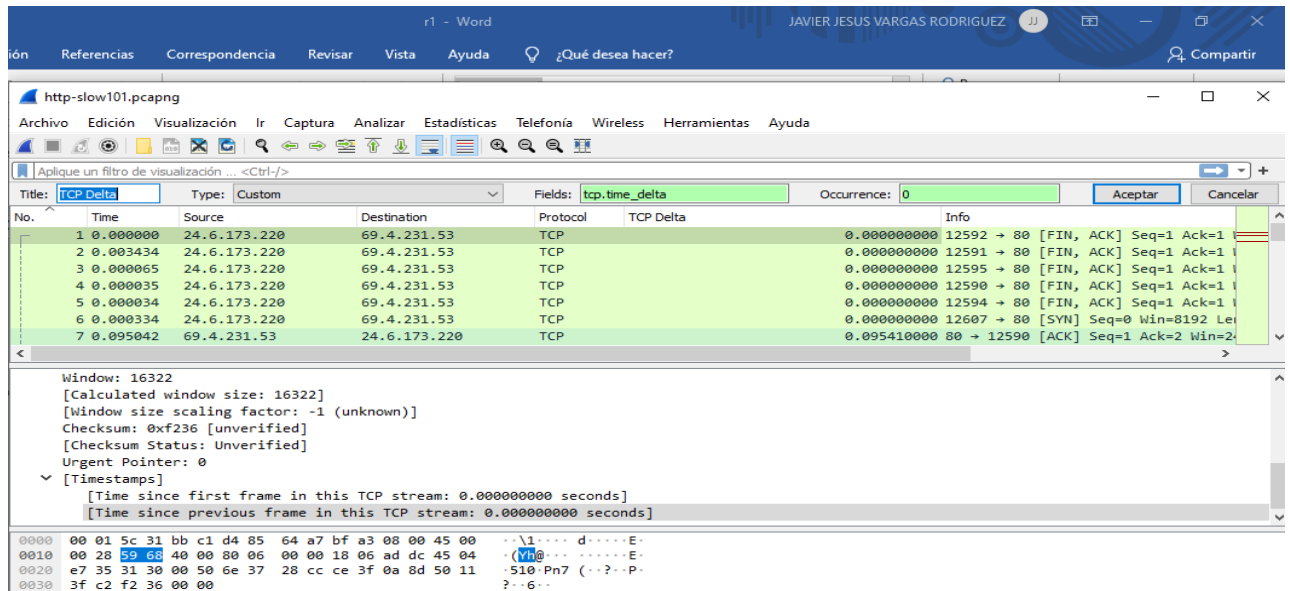 r1 - Word
JAVIER JESUS VARGAS RODRIGUEZ JJ
ión Referencias Correspondencia Revisar Vista Ayuda ¿Qué desea hacer? Compartir
http-slow101.pcapng
Archivo Edición Visualización Ir Captura Analizar Estadísticas Telefonía Wireless Herramientas Ayuda
Aplique un filtro de visualización ... <Ctrl-/>
Title: TCP Delta Type: Custom Fields: tcp.time_delta Occurrence: 0 Aceptar Cancelar
No. Time Source Destination Protocol TCP Delta Info
1 0.000000 24.6.173.220 69.4.231.53 TCP 0.000000000 12592 → 80 [FIN, ACK] Seq=1 Ack=1
2 0.003434 24.6.173.220 69.4.231.53 TCP 0.000000000 12591 → 80 [FIN, ACK] Seq=1 Ack=1
3 0.000065 24.6.173.220 69.4.231.53 TCP 0.000000000 12595 → 80 [FIN, ACK] Seq=1 Ack=1
4 0.000035 24.6.173.220 69.4.231.53 TCP 0.000000000 12590 → 80 [FIN, ACK] Seq=1 Ack=1
5 0.000034 24.6.173.220 69.4.231.53 TCP 0.000000000 12594 → 80 [FIN, ACK] Seq=1 Ack=1
6 0.000334 24.6.173.220 69.4.231.53 TCP 0.000000000 12607 → 80 [SYN] Seq=0 Win=8192 Le
7 0.095042 69.4.231.53 24.6.173.220 TCP 0.095410000 80 → 12590 [ACK] Seq=1 Ack=2 Win=24
Window: 16322
[Calculated window size: 16322]
[Window size scaling factor: -1 (unknown)]
Checksum: 0xf236 [unverified]
[Checksum Status: Unverified]
Urgent Pointer: 0
[Timestamps]
[Time since first frame in this TCP stream: 0.000000000 seconds]
[Time since previous frame in this TCP stream: 0.000000000 seconds]
0000 00 01 5c 31 bb c1 d4 85 64 a7 bf a3 08 00 45 00 ··\1···· d·····E·
0010 00 28 59 68 40 00 80 06 00 00 18 06 ad dc 45 04 ·(Yh@··· ······E·
0020 e7 35 31 30 00 50 6e 37 28 cc ce 3f 0a 8d 50 11 ·510·Pn7 (··?··P·
0030 3f c2 f2 36 00 00 ?··6··